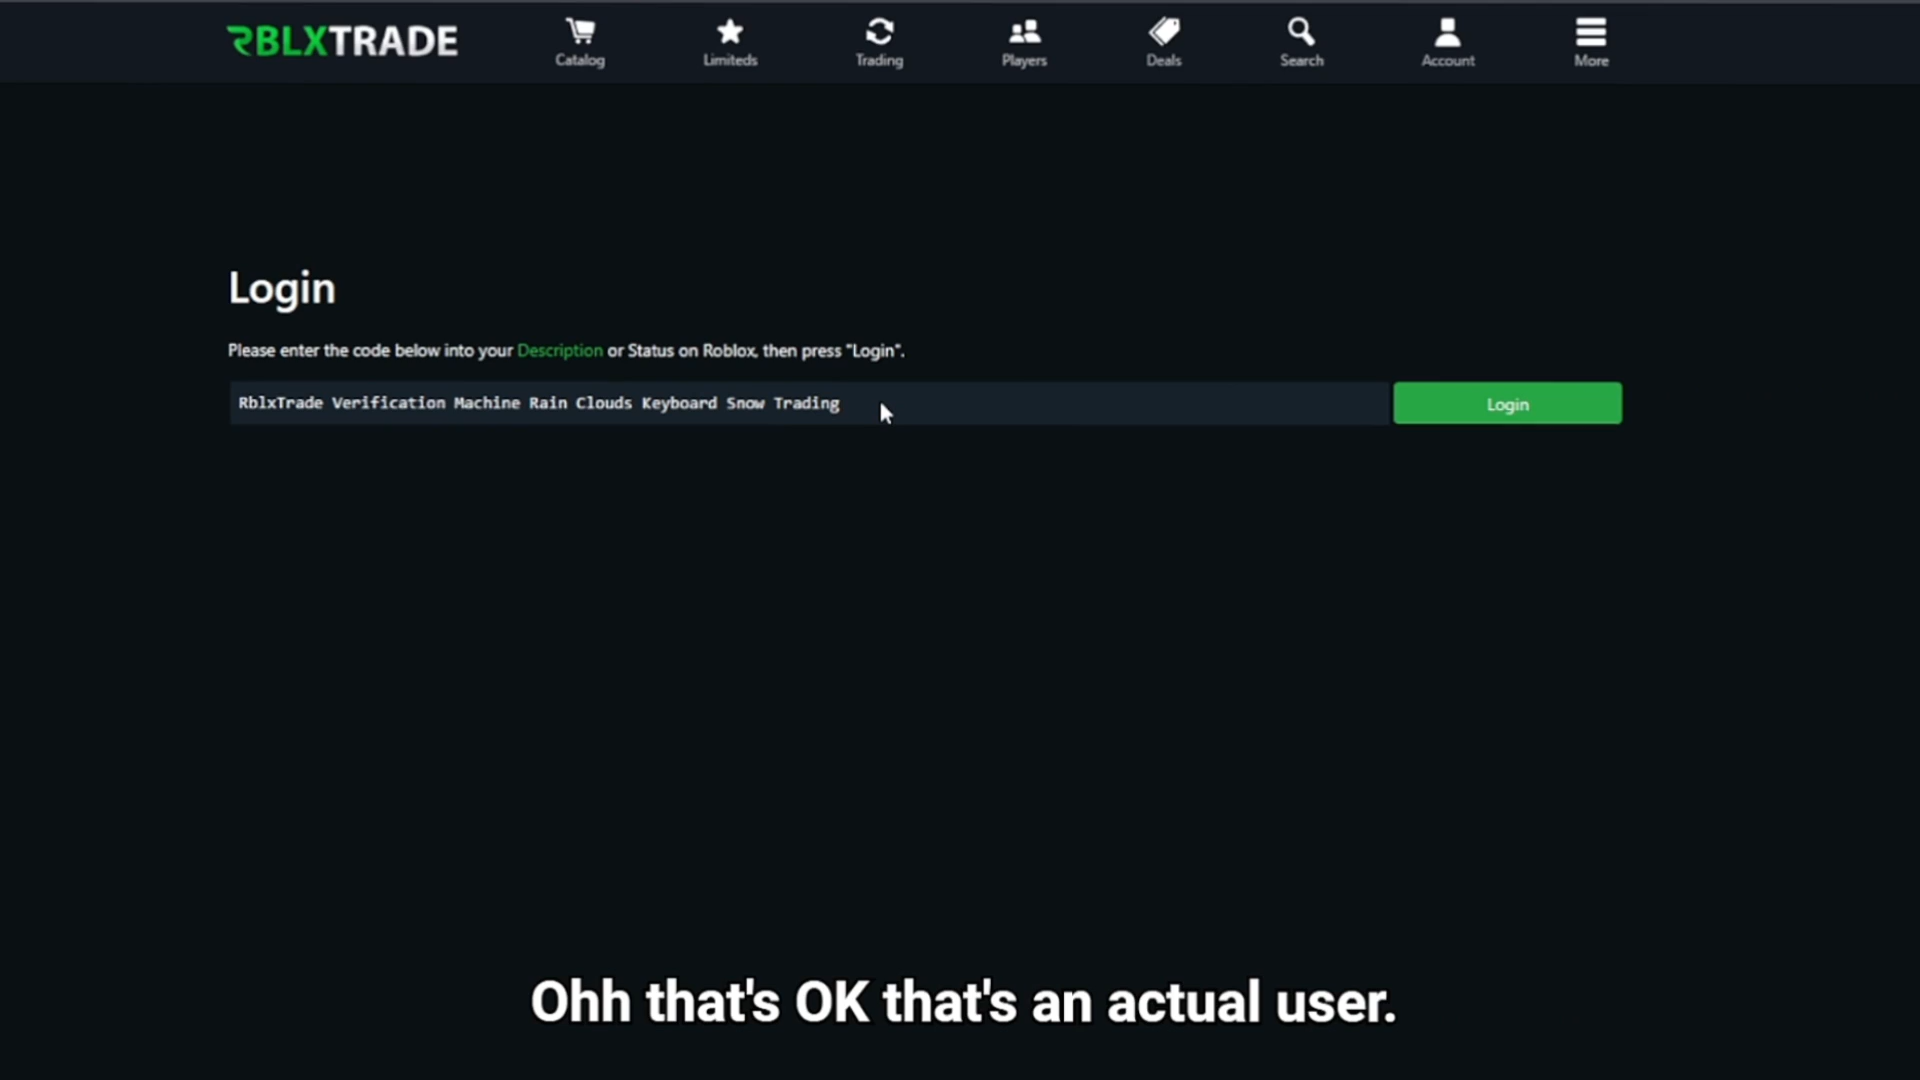 RBLXTRADE
Catalog
Limiteds
Trading
Players
Deals
Search
Account
More
Login
Please enter the code below into your Description or Status on Roblox, then press "Login".
RblxTrade Verification Machine Rain Clouds Keyboard Snow Trading
Login
Ohh that's OK that's an actual user.